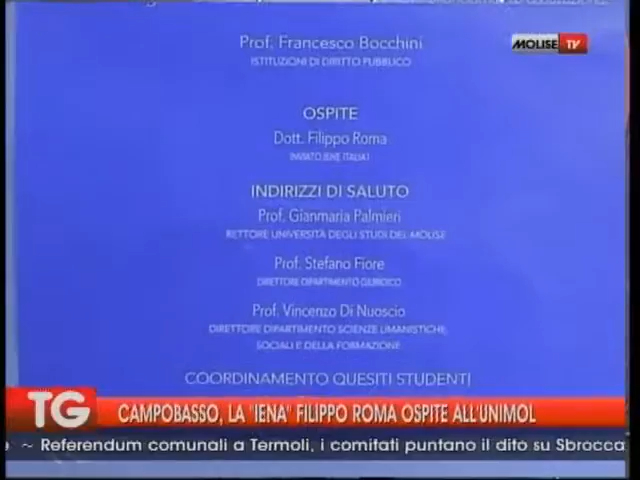 Prof. Francesco Bocchini
ISTITUZIONI DI DIRITTO PUBBLICO
MOLISE TV
OSPITE
Dott. Filippo Roma
INVIATO IENE ITALIA 1
INDIRIZZI DI SALUTO
Prof. Gianmaria Palmieri
RETTORE UNIVERSITÀ DEGLI STUDI DEL MOLISE
Prof. Stefano Fiore
DIRETTORE DIPARTIMENTO GIURIDICO
Prof. Vincenzo Di Nuoscio
DIRETTORE DIPARTIMENTO SCIENZE UMANISTICHE,
SOCIALI E DELLA FORMAZIONE
COORDINAMENTO QUESITI STUDENTI
TG CAMPOBASSO, LA "IENA" FILIPPO ROMA OSPITE ALL'UNIMOL
~ Referendum comunali a Termoli, i comitati puntano il dito su Sbrocca